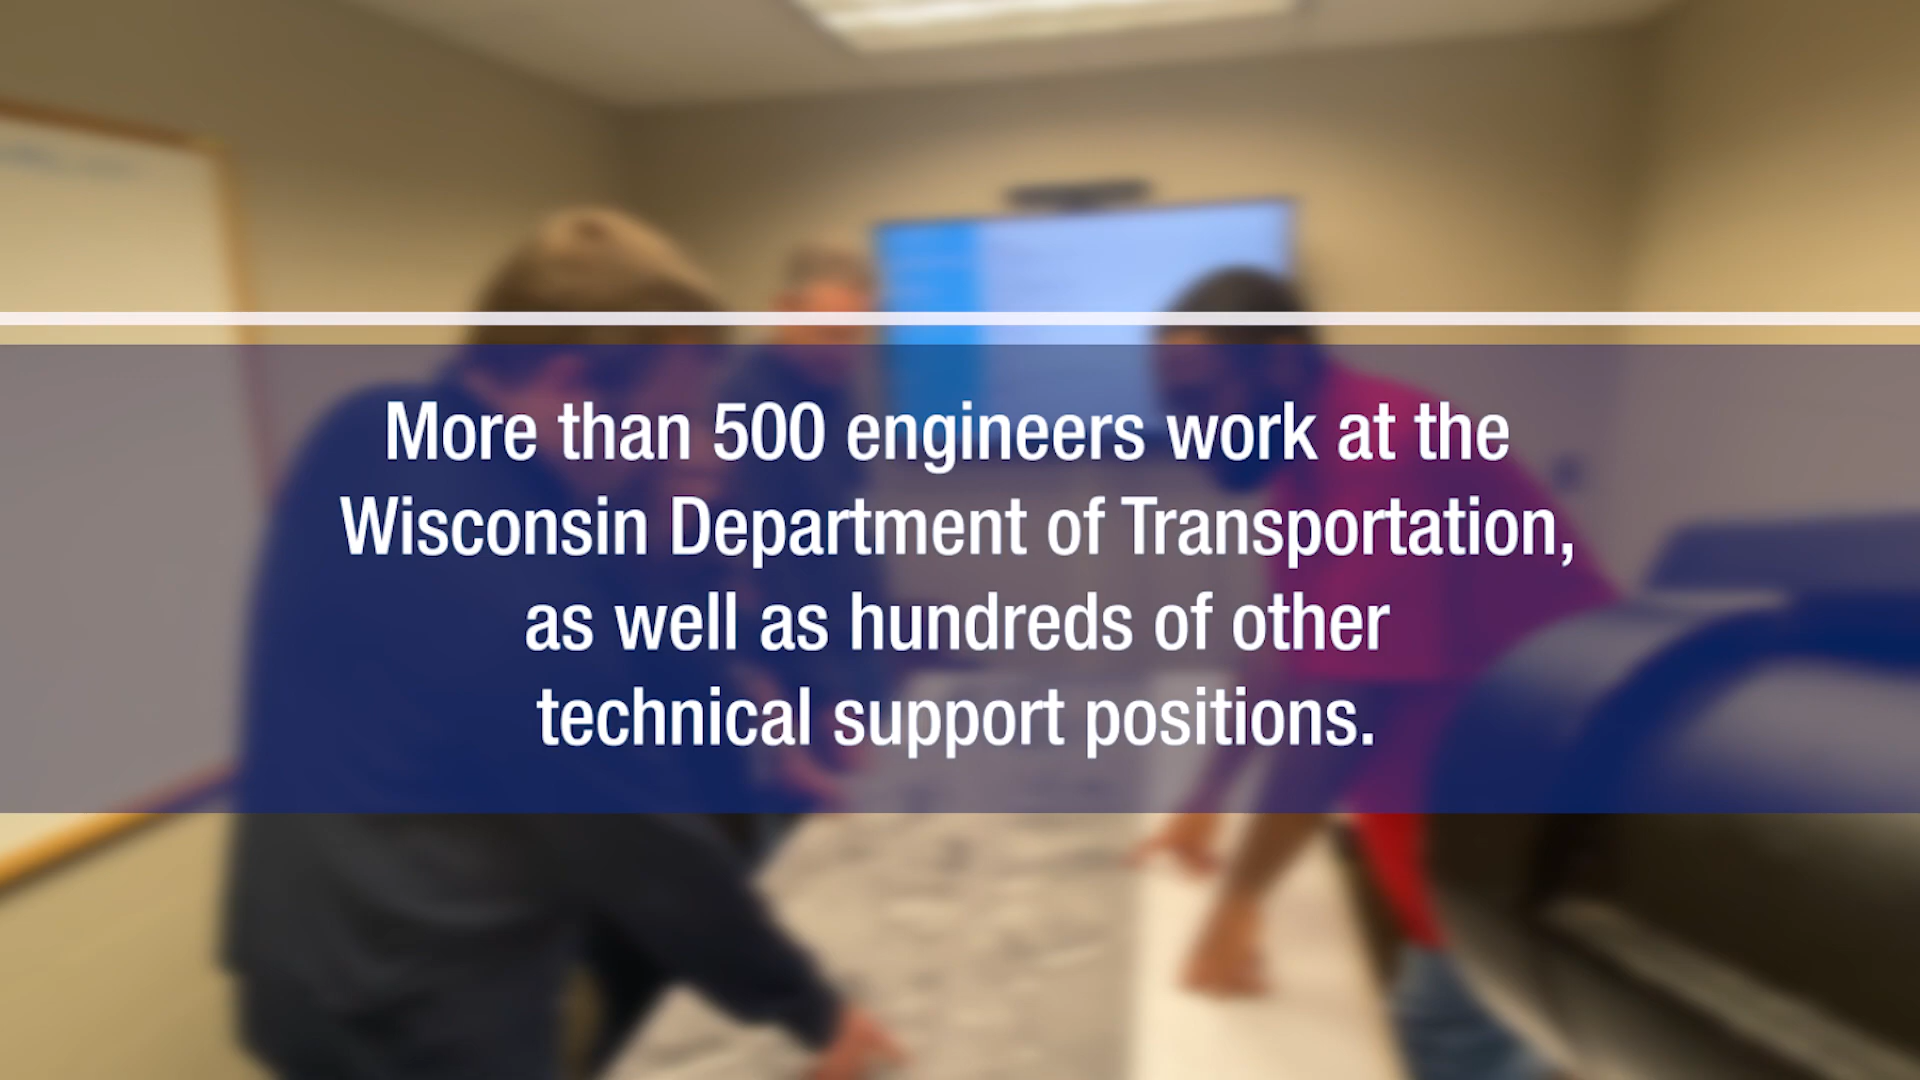 More than 500 engineers work at the
Wisconsin Department of Transportation,
as well as hundreds of other
technical support positions.